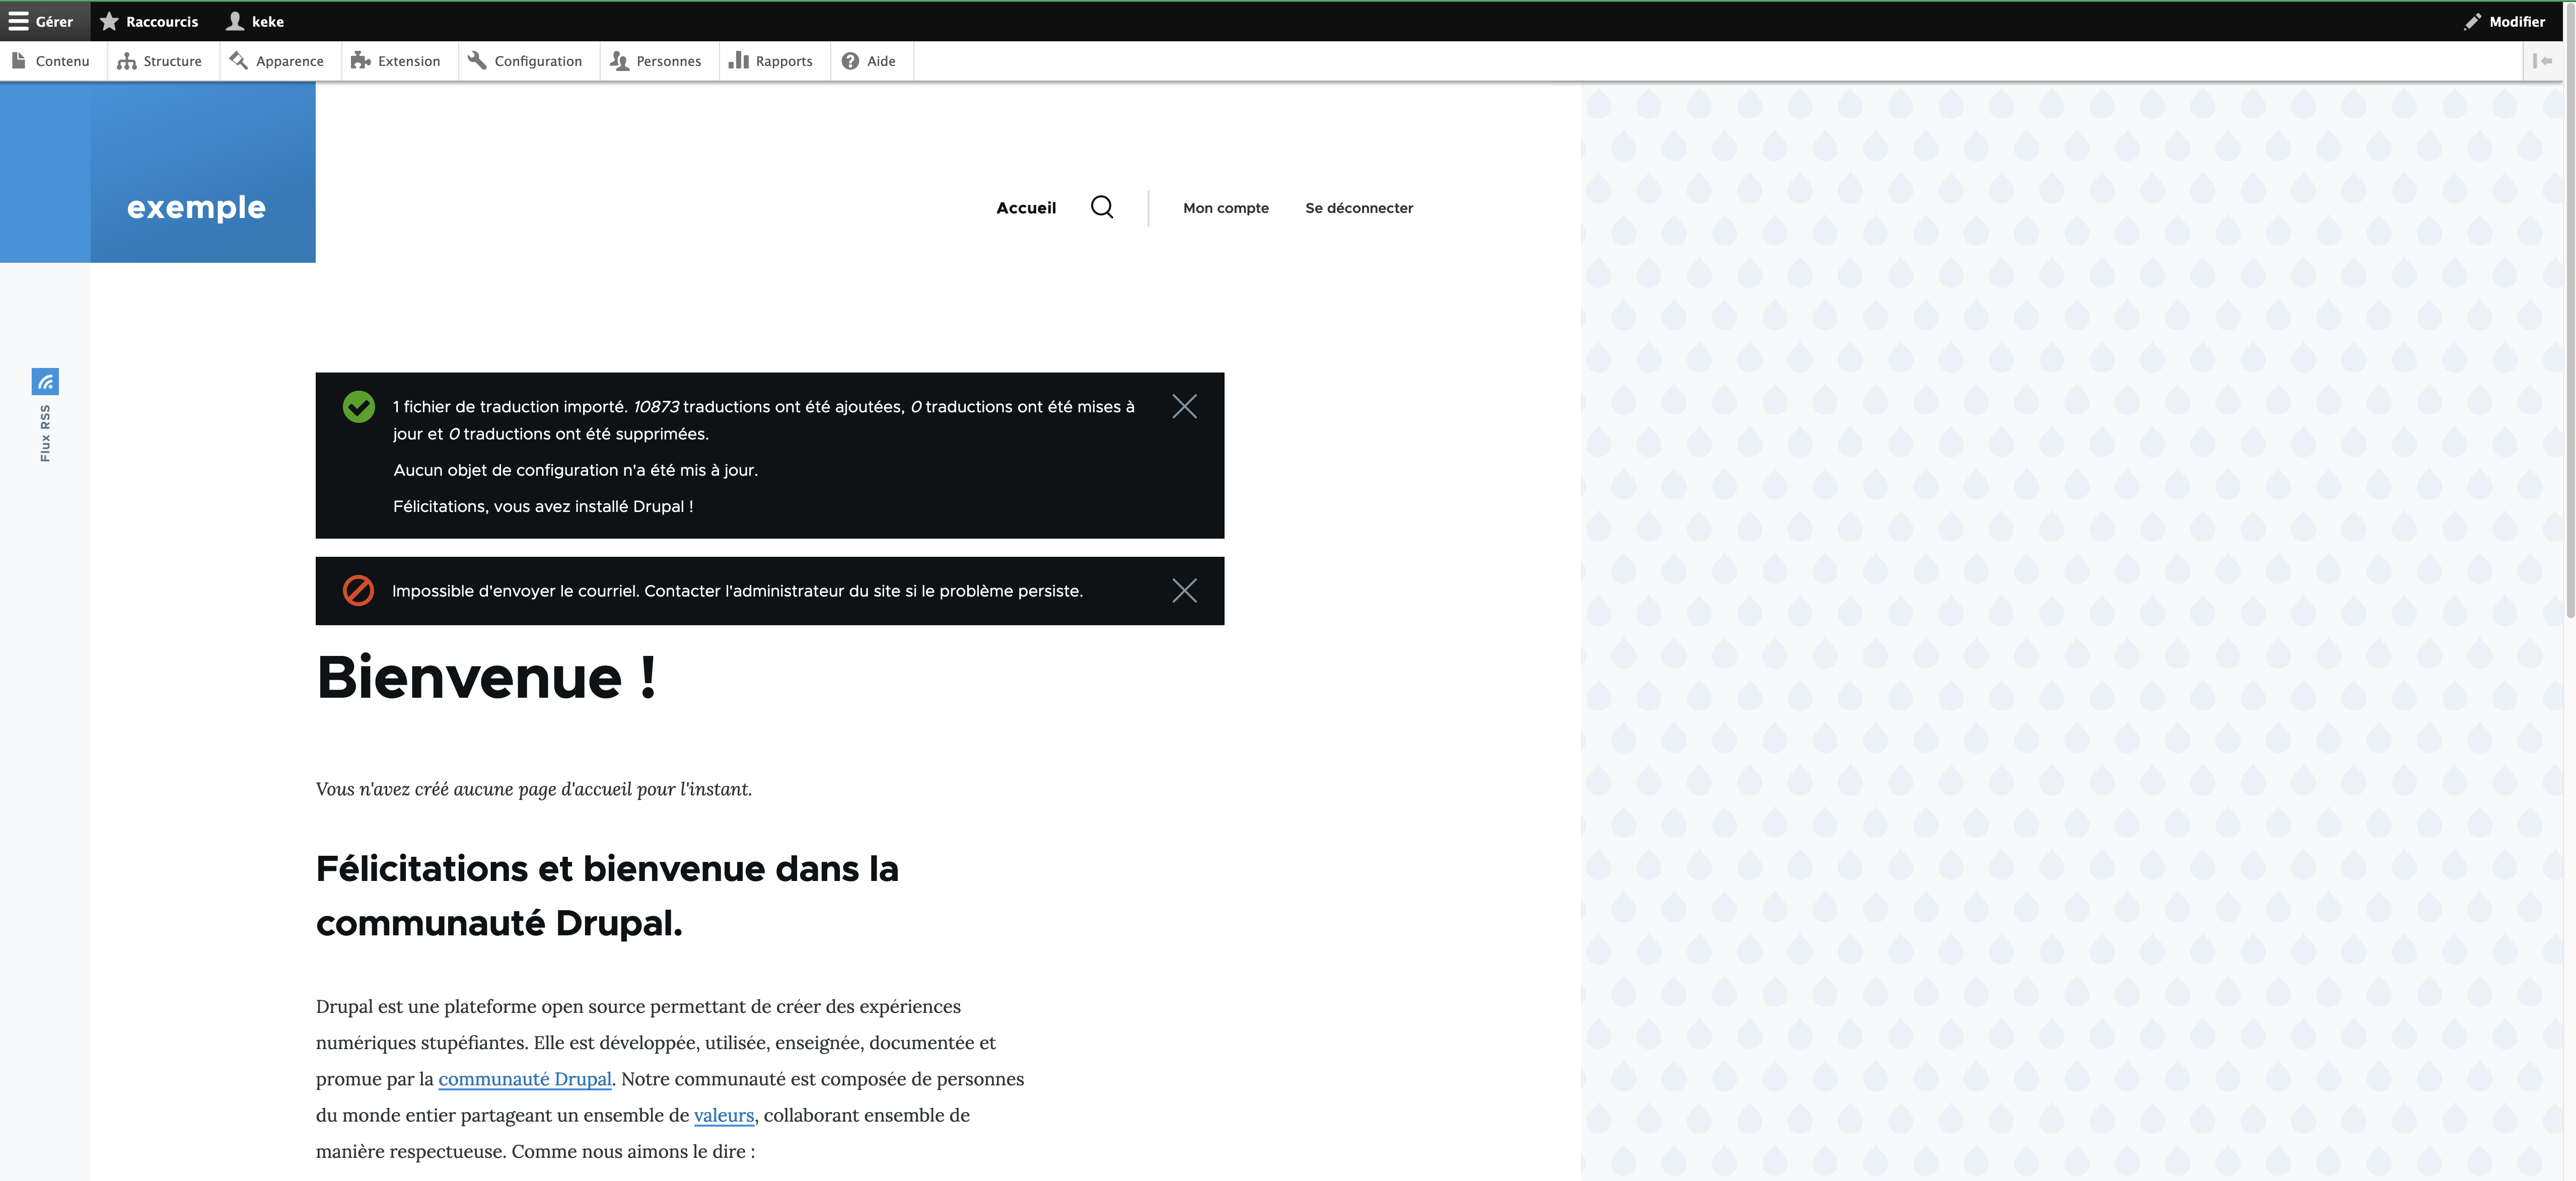 Gérer
Raccourcis
keke
Modifier
Contenu
Structure
Apparence
Extension
Configuration
Personnes
Rapports
Aide
exemple
Accueil
Mon compte
Se déconnecter
Flux RSS
1 fichier de traduction importé. 10873 traductions ont été ajoutées, 0 traductions ont été mises à
jour et 0 traductions ont été supprimées.
Aucun objet de configuration n'a été mis à jour.
Félicitations, vous avez installé Drupal !
Impossible d'envoyer le courriel. Contacter l'administrateur du site si le problème persiste.
Bienvenue !
Vous n'avez créé aucune page d'accueil pour l'instant.
Félicitations et bienvenue dans la
communauté Drupal.
Drupal est une plateforme open source permettant de créer des expériences
numériques stupéfiantes. Elle est développée, utilisée, enseignée, documentée et
promue par la communauté Drupal. Notre communauté est composée de personnes
du monde entier partageant un ensemble de valeurs, collaborant ensemble de
manière respectueuse. Comme nous aimons le dire :